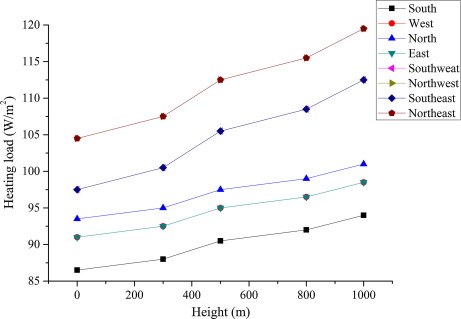 120
115
110
105
100
95
90
85
Heating load (W/m²)
0
200
400
600
800
1000
Height (m)
South
West
North
East
Southweat
Northwest
Southeast
Northeast